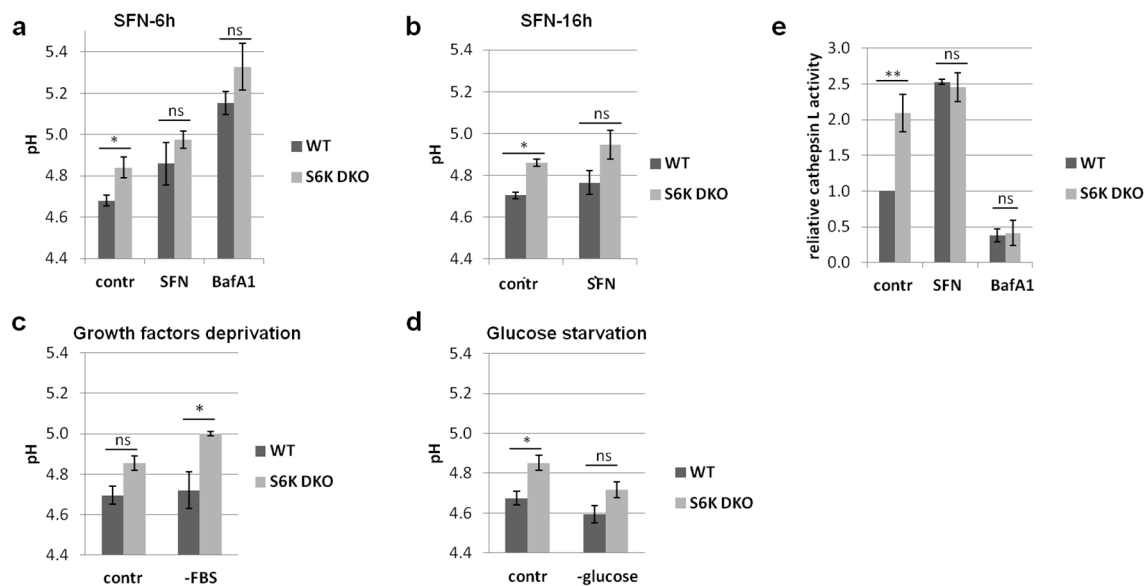 a
SFN-6h
pH
5.4
5.2
5.0
4.8
4.6
4.4
*
ns
ns
contr
SFN
BafA1
WT
S6K DKO
b
SFN-16h
pH
5.4
5.2
5.0
4.8
4.6
4.4
*
ns
contr
SFN
WT
S6K DKO
e
reliative cathepsin L activity
3.0
2.5
2.0
1.5
1.0
0.5
0.0
**
ns
ns
contr
SFN
BafA1
WT
S6K DKO
c
Growth factors deprivation
pH
5.4
5.2
5.0
4.8
4.6
4.4
ns
*
contr
-FBS
WT
S6K DKO
d
Glucose starvation
pH
5.4
5.2
5.0
4.8
4.6
4.4
*
ns
contr
-glucose
WT
S6K DKO